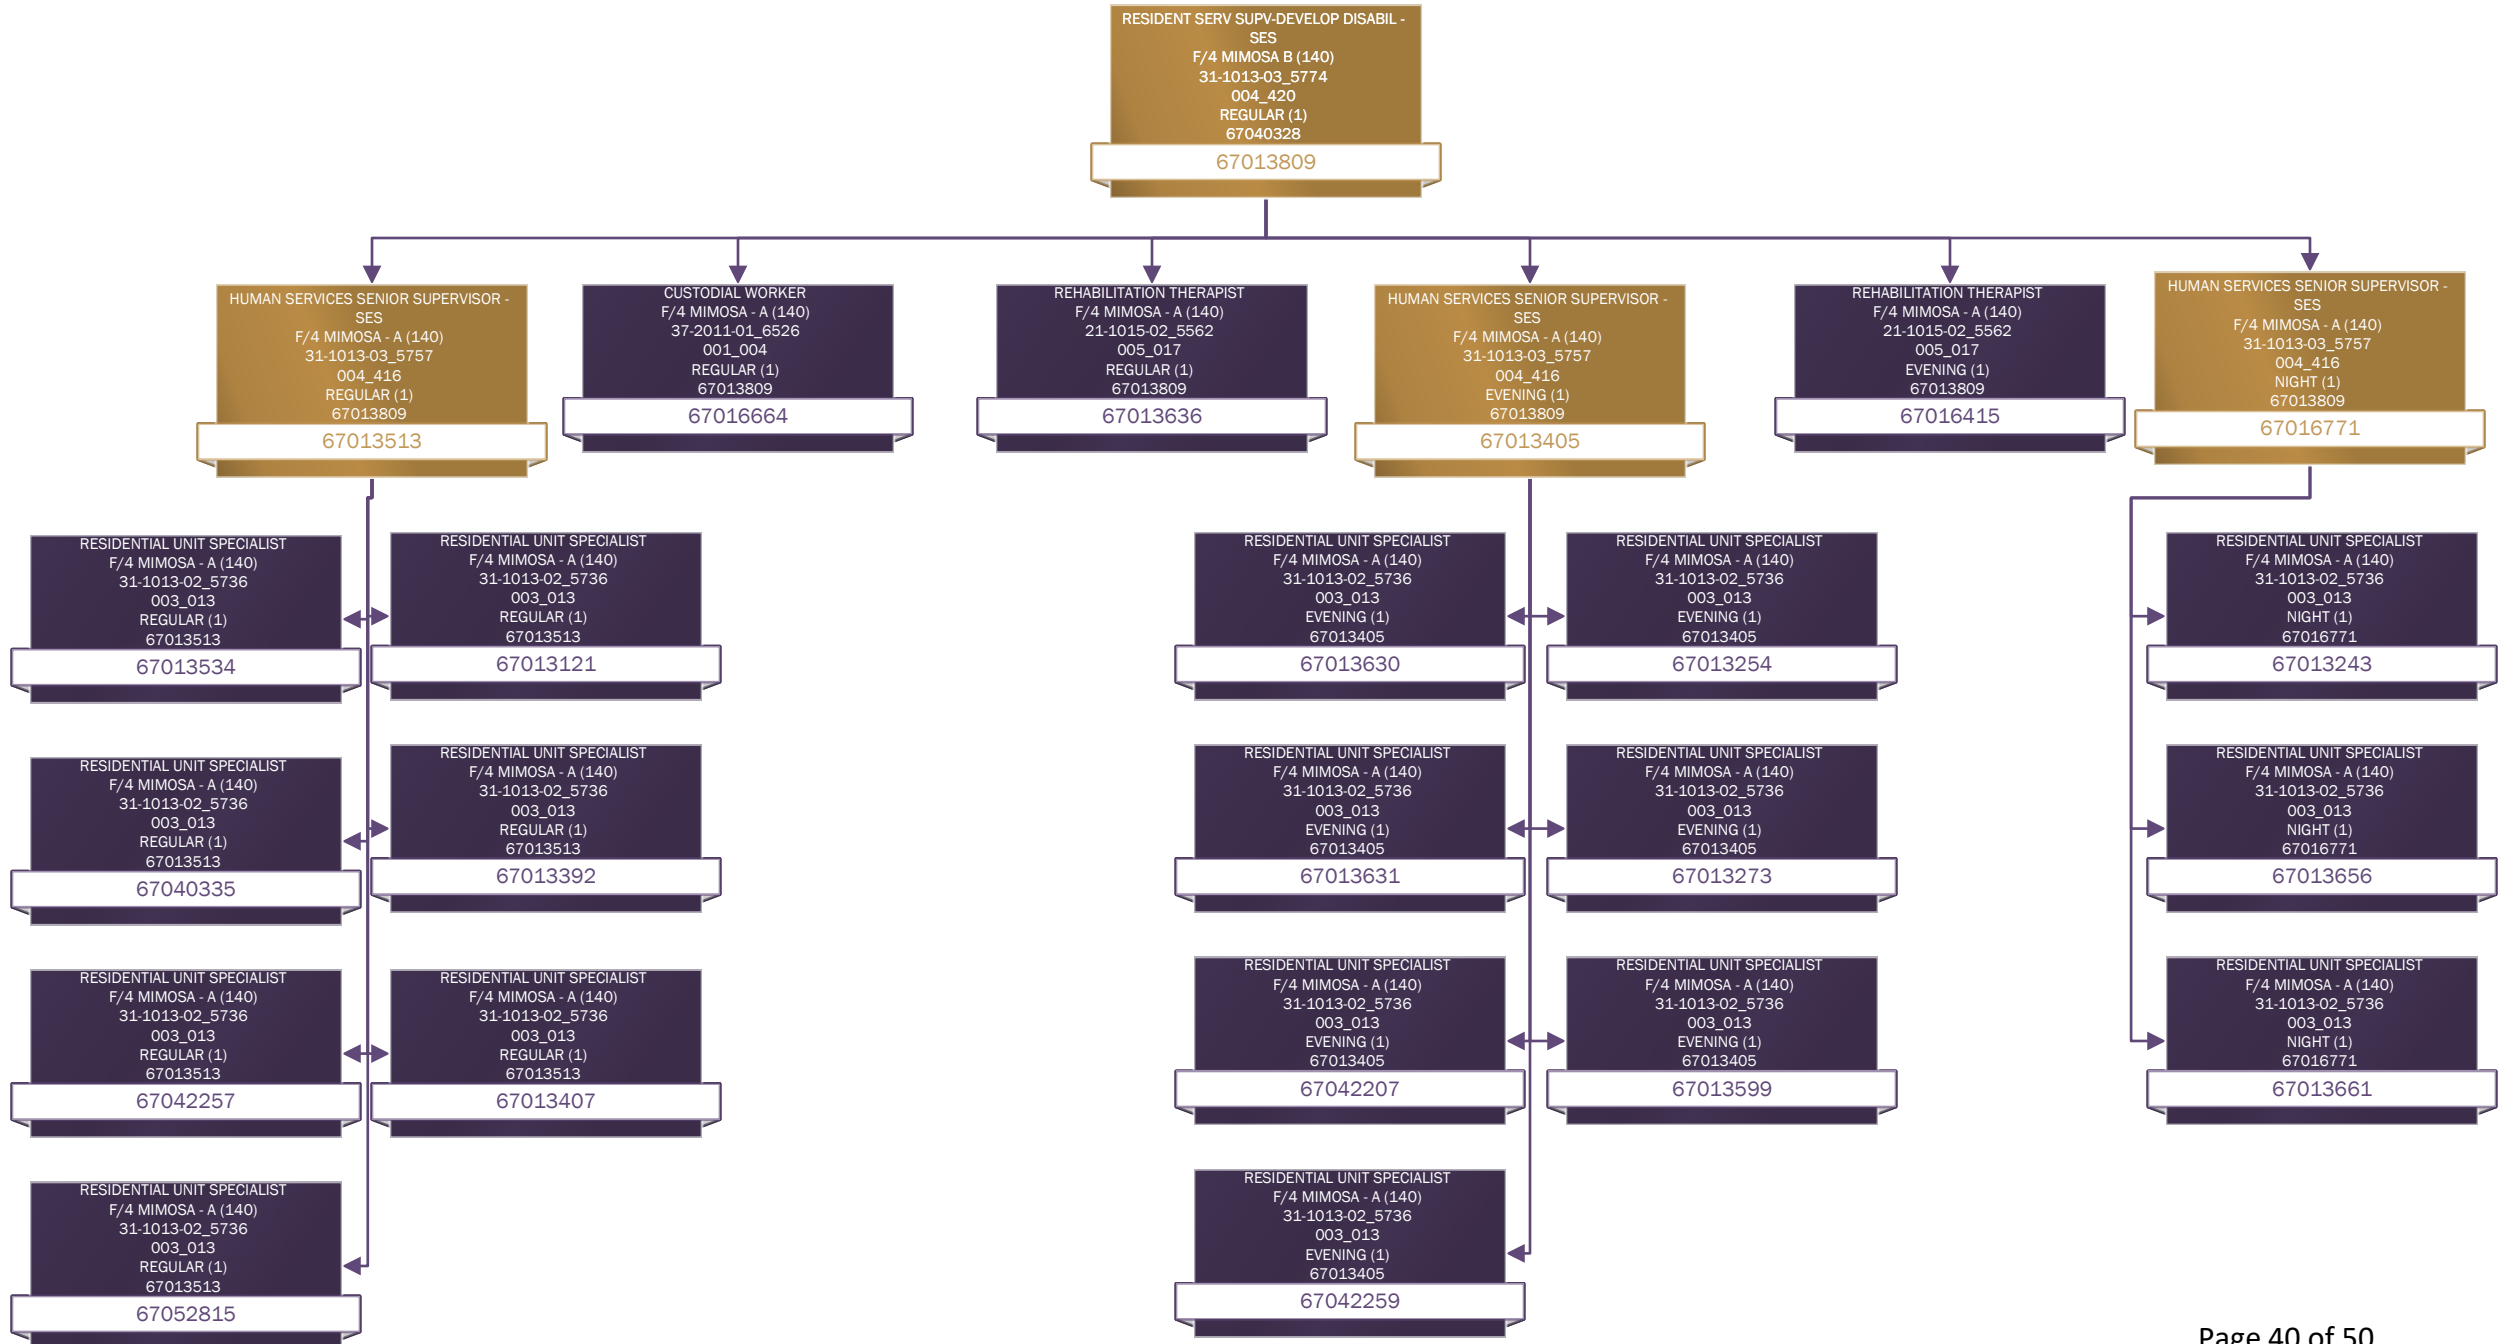 RESIDENT SERV SUPV-DEVELOP DISABIL -
SES
F/4 MIMOSA B (140)
31-1013-03_5774
004_420
REGULAR (1)
67040328
67013809
HUMAN SERVICES SENIOR SUPERVISOR -
SES
F/4 MIMOSA - A (140)
31-1013-03_5757
004_416
REGULAR (1)
67013809
67013513
CUSTODIAL WORKER
F/4 MIMOSA - A (140)
37-2011-01_6526
001_004
REGULAR (1)
67013809
67016664
REHABILITATION THERAPIST
F/4 MIMOSA - A (140)
21-1015-02_5562
005_017
REGULAR (1)
67013809
67013636
HUMAN SERVICES SENIOR SUPERVISOR -
SES
F/4 MIMOSA - A (140)
31-1013-03_5757
004_416
EVENING (1)
67013809
67013405
REHABILITATION THERAPIST
F/4 MIMOSA - A (140)
21-1015-02_5562
005_017
EVENING (1)
67013809
67016415
HUMAN SERVICES SENIOR SUPERVISOR -
SES
F/4 MIMOSA - A (140)
31-1013-03_5757
004_416
NIGHT (1)
67013809
67016771
RESIDENTIAL UNIT SPECIALIST
F/4 MIMOSA - A (140)
31-1013-02_5736
003_013
REGULAR (1)
67013513
67013534
RESIDENTIAL UNIT SPECIALIST
F/4 MIMOSA - A (140)
31-1013-02_5736
003_013
REGULAR (1)
67013513
67013121
RESIDENTIAL UNIT SPECIALIST
F/4 MIMOSA - A (140)
31-1013-02_5736
003_013
EVENING (1)
67013405
67013630
RESIDENTIAL UNIT SPECIALIST
F/4 MIMOSA - A (140)
31-1013-02_5736
003_013
EVENING (1)
67013405
67013254
RESIDENTIAL UNIT SPECIALIST
F/4 MIMOSA - A (140)
31-1013-02_5736
003_013
NIGHT (1)
67016771
67013243
RESIDENTIAL UNIT SPECIALIST
F/4 MIMOSA - A (140)
31-1013-02_5736
003_013
REGULAR (1)
67013513
67040335
RESIDENTIAL UNIT SPECIALIST
F/4 MIMOSA - A (140)
31-1013-02_5736
003_013
REGULAR (1)
67013513
67013392
RESIDENTIAL UNIT SPECIALIST
F/4 MIMOSA - A (140)
31-1013-02_5736
003_013
EVENING (1)
67013405
67013631
RESIDENTIAL UNIT SPECIALIST
F/4 MIMOSA - A (140)
31-1013-02_5736
003_013
EVENING (1)
67013405
67013273
RESIDENTIAL UNIT SPECIALIST
F/4 MIMOSA - A (140)
31-1013-02_5736
003_013
NIGHT (1)
67016771
67013656
RESIDENTIAL UNIT SPECIALIST
F/4 MIMOSA - A (140)
31-1013-02_5736
003_013
REGULAR (1)
67013513
67042257
RESIDENTIAL UNIT SPECIALIST
F/4 MIMOSA - A (140)
31-1013-02_5736
003_013
REGULAR (1)
67013513
67013407
RESIDENTIAL UNIT SPECIALIST
F/4 MIMOSA - A (140)
31-1013-02_5736
003_013
EVENING (1)
67013405
67042207
RESIDENTIAL UNIT SPECIALIST
F/4 MIMOSA - A (140)
31-1013-02_5736
003_013
EVENING (1)
67013405
67013599
RESIDENTIAL UNIT SPECIALIST
F/4 MIMOSA - A (140)
31-1013-02_5736
003_013
NIGHT (1)
67016771
67013661
RESIDENTIAL UNIT SPECIALIST
F/4 MIMOSA - A (140)
31-1013-02_5736
003_013
REGULAR (1)
67013513
67052815
RESIDENTIAL UNIT SPECIALIST
F/4 MIMOSA - A (140)
31-1013-02_5736
003_013
EVENING (1)
67013405
67042259
Page 40 of 50